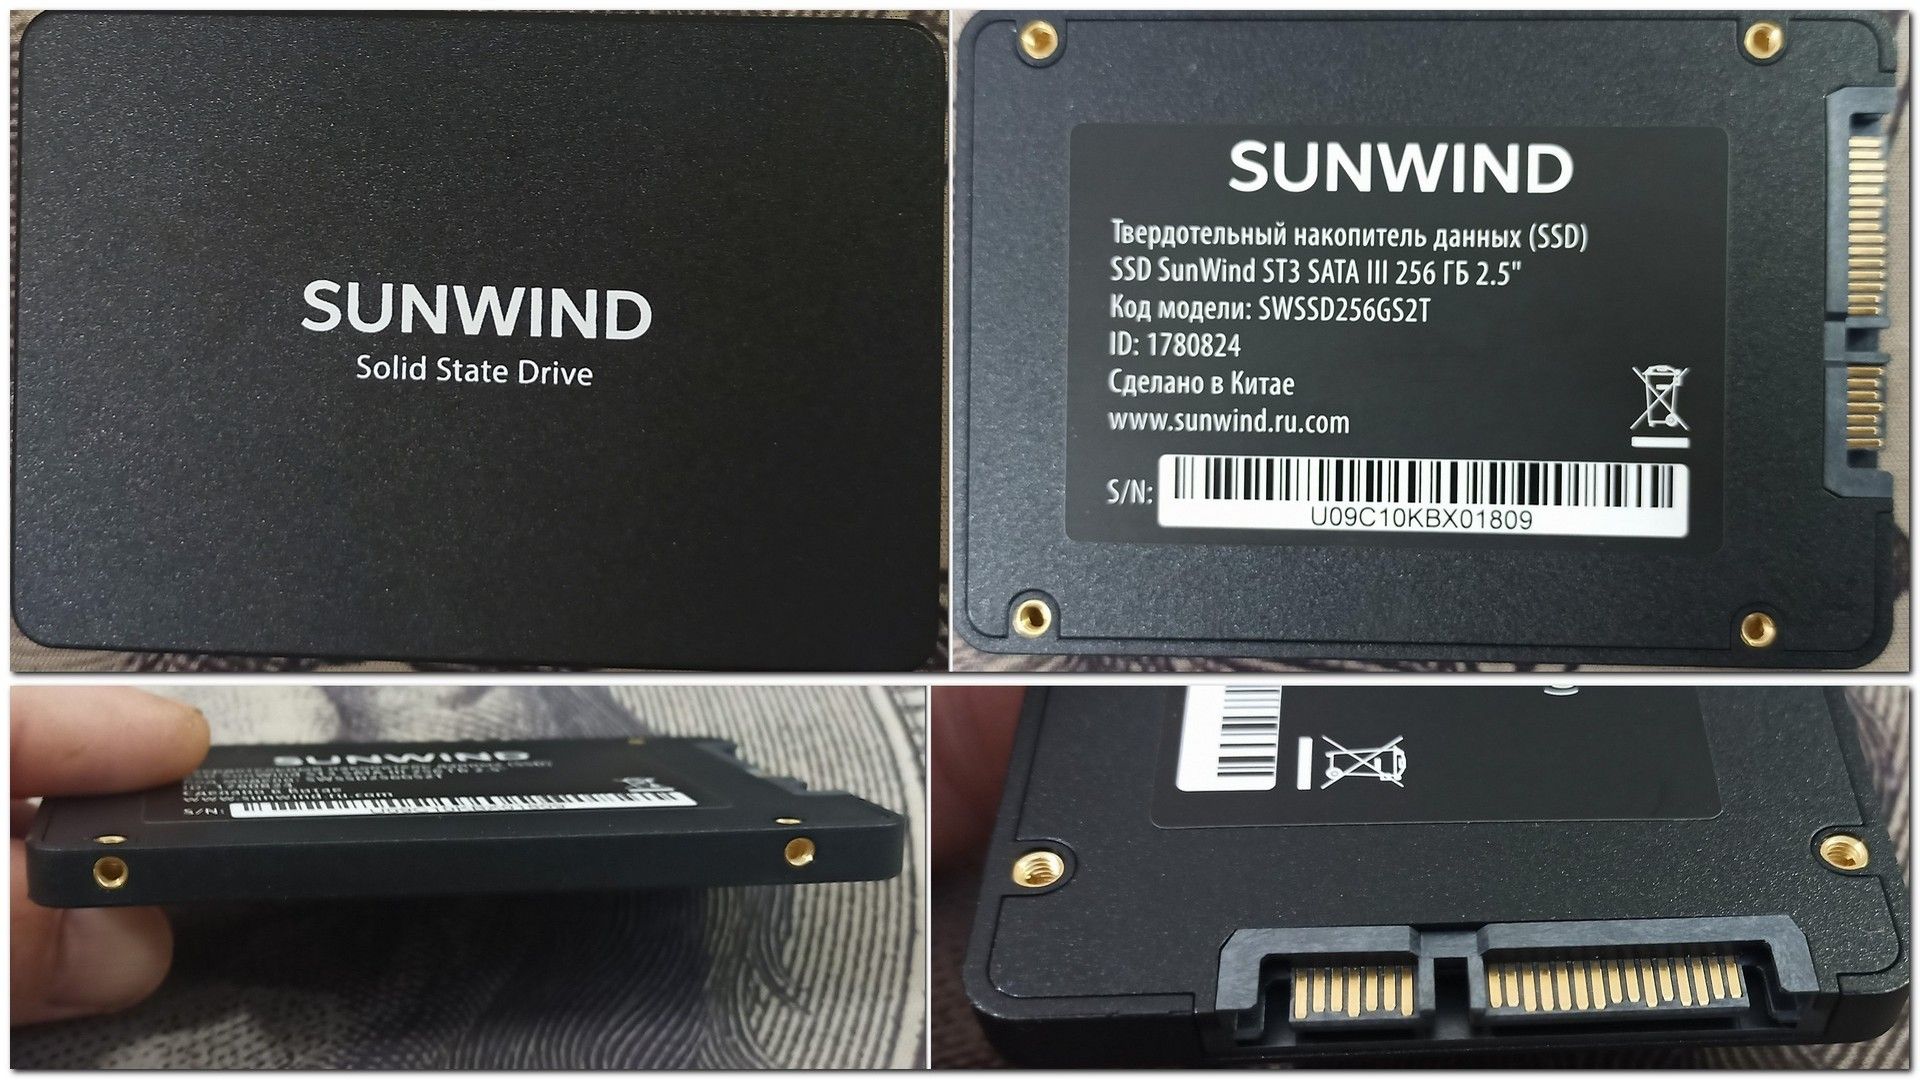 SUNWIND
Solid State Drive
SUNWIND
Твердотельный накопитель данных (SSD)
SSD SunWind ST3 SATA III 256 ГБ 2.5"
Код модели: SWSSD256GS2T
ID: 1780824
Сделано в Китае
www.sunwind.ru.com
S/N:
U09C10KBX01809
SUNWIND
S/N: